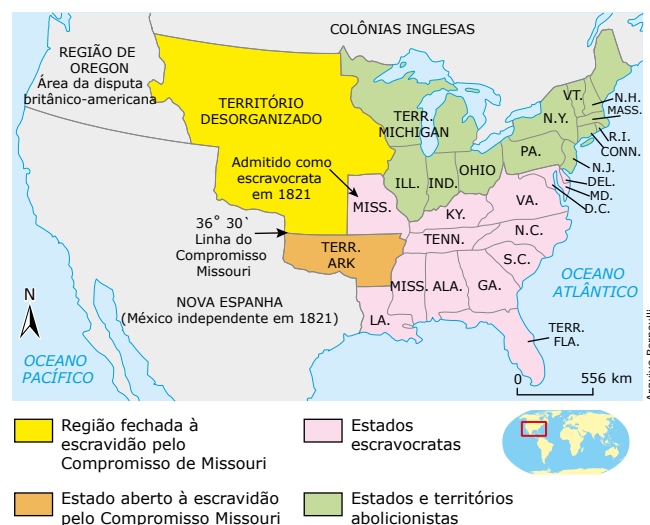 COLÔNIAS INGLESAS
REGIÃO DE
OREGON
Área da disputa
britânico-americana
TERRITÓRIO
DESORGANIZADO
TERR.
MICHIGAN
VT.
N.H.
MASS.
N.Y.
R.I.
CONN.
PA.
N.J.
DEL.
MD.
D.C.
Admitido como
escravocrata
em 1821
ILL.
IND.
OHIO
MISS.
KY.
VA.
36° 30`
Linha do
Compromisso
Missouri
TERR.
ARK
TENN.
N.C.
S.C.
MISS.
ALA.
GA.
LA.
OCEANO
ATLÂNTICO
NOVA ESPANHA
(México independente em 1821)
N
OCEANO
PACÍFICO
TERR.
FLA.
0 556 km
Arquivo Bernoulli
Região fechada à
escravidão pelo
Compromisso de Missouri
Estados
escravocratas
Estado aberto à escravidão
pelo Compromisso Missouri
Estados e territórios
abolicionistas